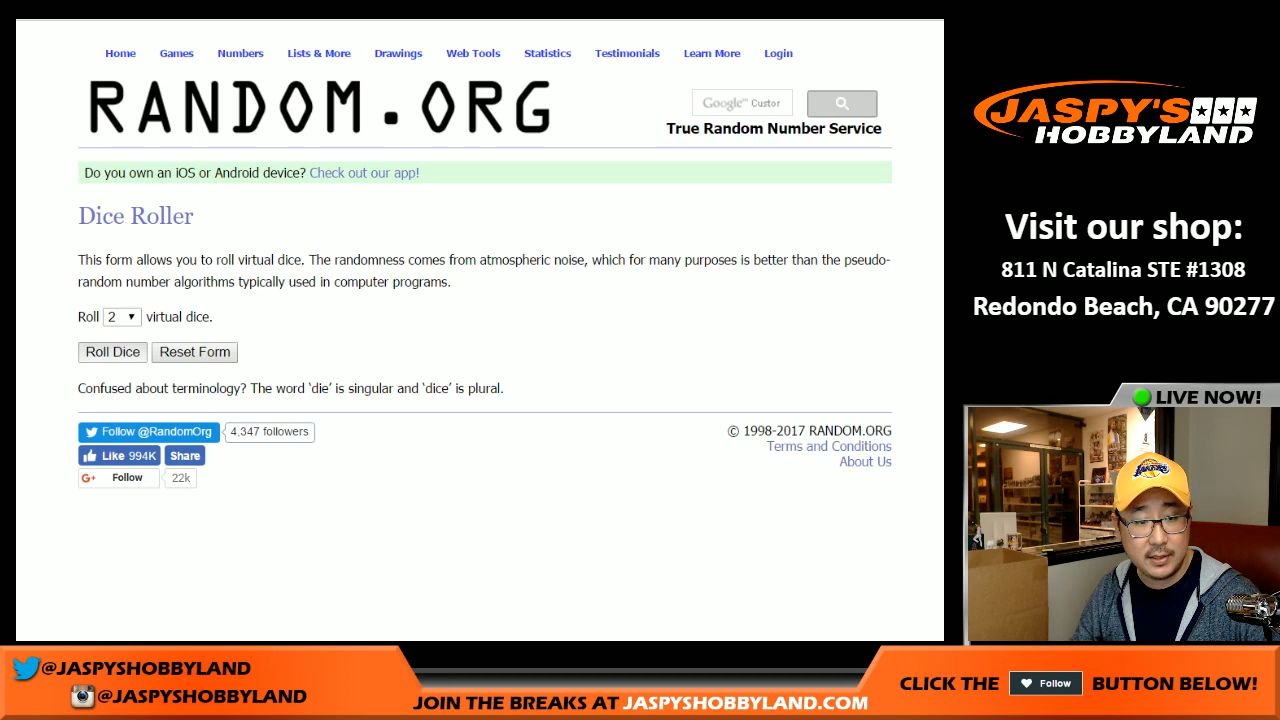 Home Games Numbers Lists & More Drawings Web Tools Statistics Testimonials Learn More Login
RANDOM.ORG
Google™ Custor
True Random Number Service
Do you own an iOS or Android device? Check out our app!
Dice Roller
This form allows you to roll virtual dice. The randomness comes from atmospheric noise, which for many purposes is better than the pseudo-
random number algorithms typically used in computer programs.
Roll 2 virtual dice.
Roll Dice Reset Form
Confused about terminology? The word ‘die’ is singular and ‘dice’ is plural.
Follow @RandomOrg 4,347 followers
Like 994K Share
G+ Follow 22k
© 1998-2017 RANDOM.ORG
Terms and Conditions
About Us
JASPY'S
HOBBYLAND
Visit our shop:
811 N Catalina STE #1308
Redondo Beach, CA 90277
LIVE NOW!
LAKERS
@JASPYSHOBBYLAND
@JASPYSHOBBYLAND
JOIN THE BREAKS AT JASPYSHOBBYLAND.COM
CLICK THE Follow BUTTON BELOW!